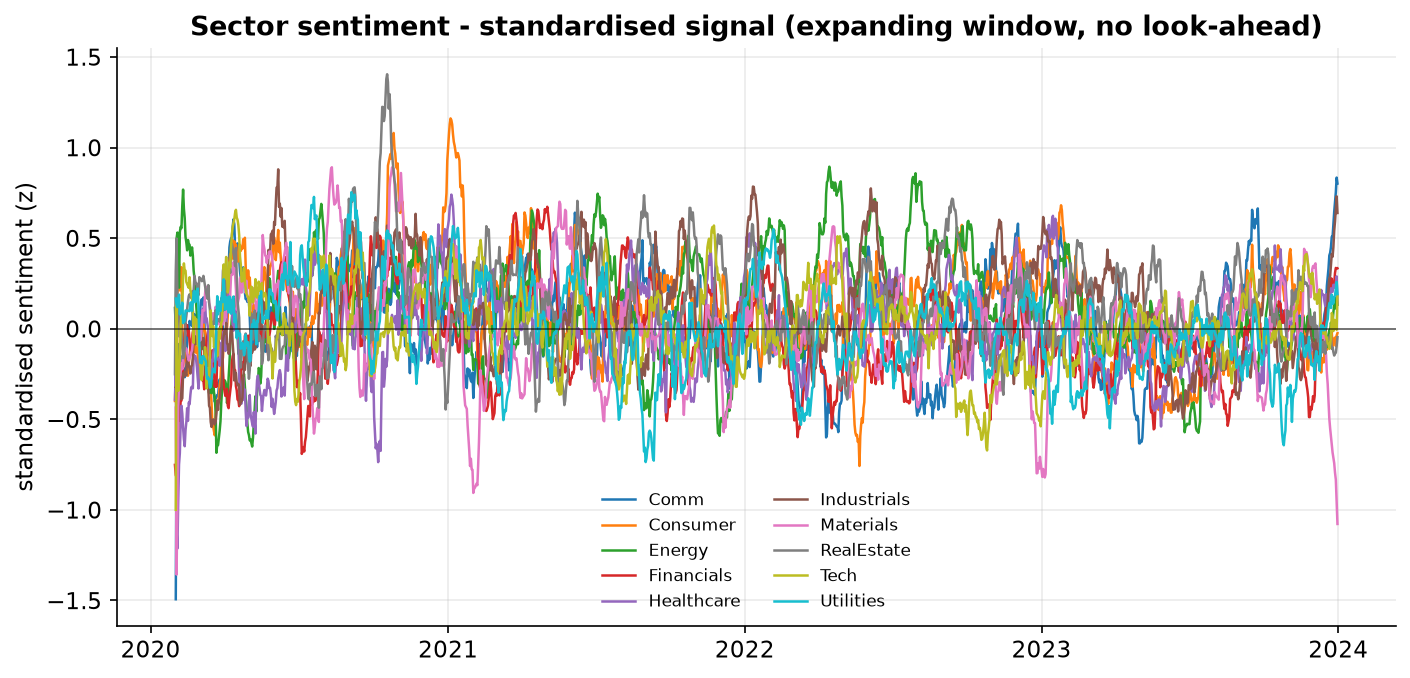 Sector sentiment - standardised signal (expanding window, no look-ahead)
standardised sentiment (z)
1.5
1.0
0.5
0.0
−0.5
−1.0
−1.5
Comm
Consumer
Energy
Financials
Healthcare
Industrials
Materials
RealEstate
Tech
Utilities
2020
2021
2022
2023
2024